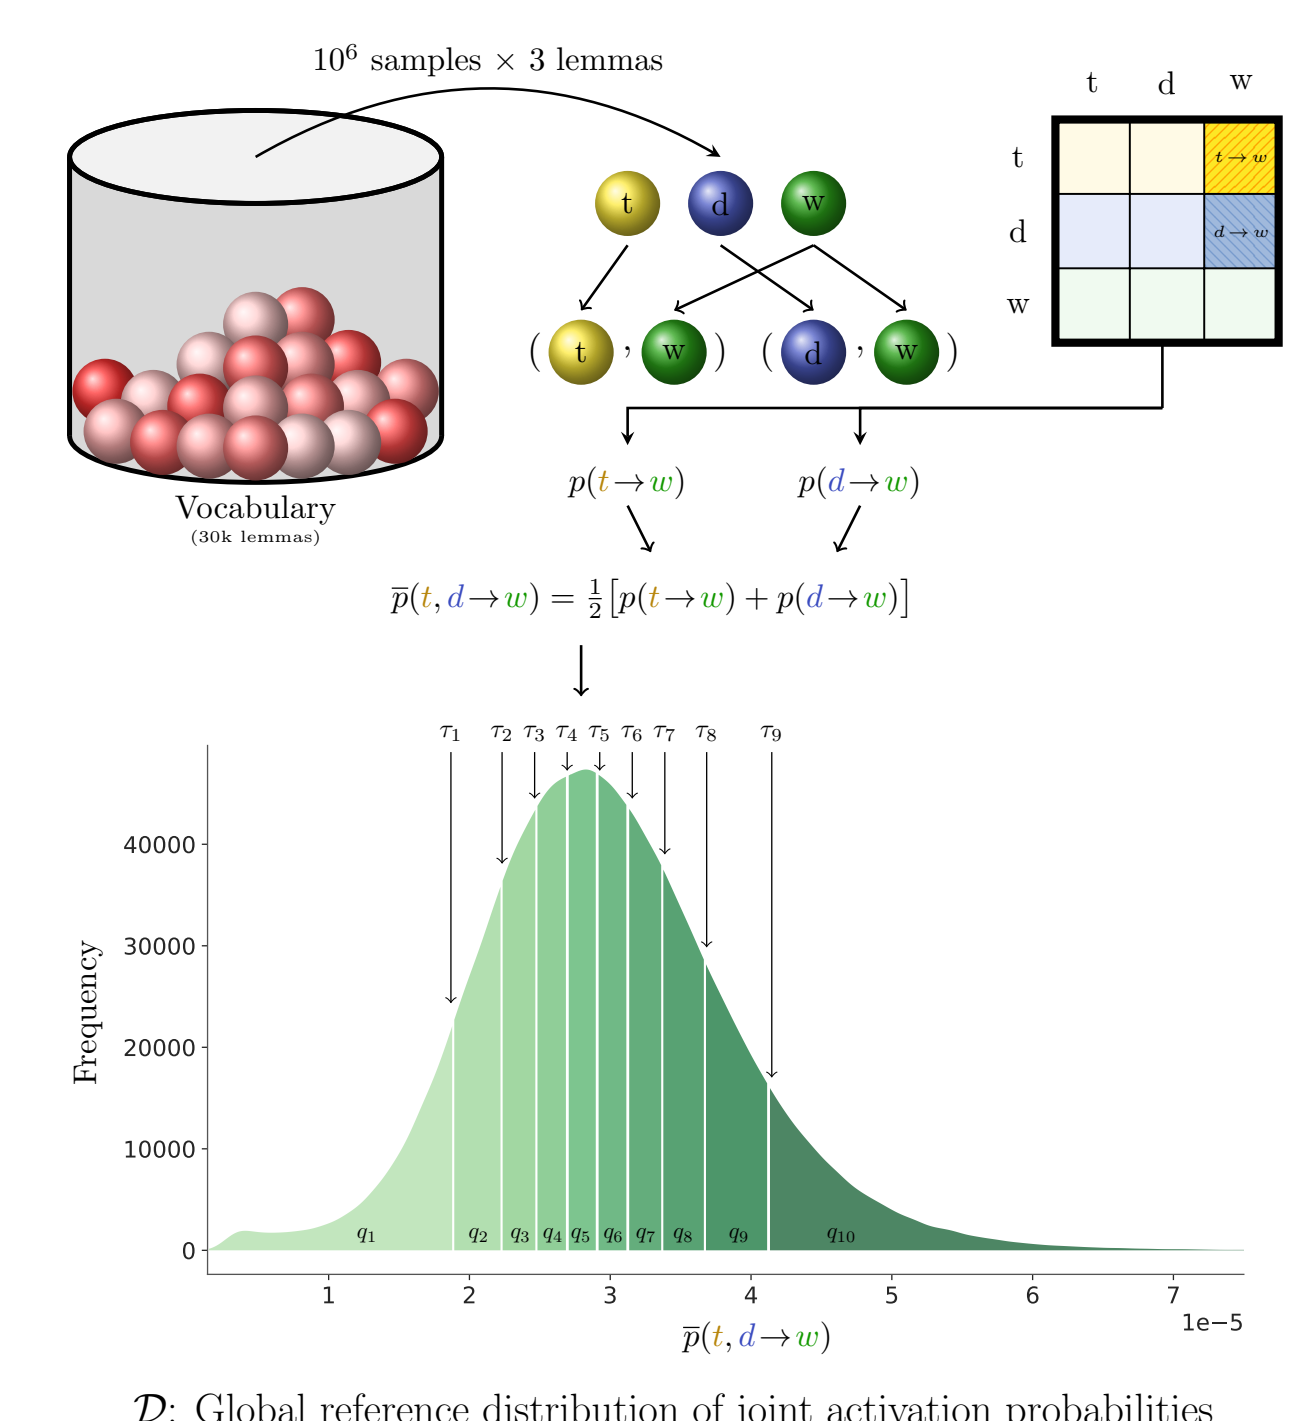 10⁶ samples × 3 lemmas
t d w
t d w
t t → w
d d → w
w
( t , w ) ( d , w )
p(t → w) p(d → w)
Vocabulary
(30k lemmas)
p̅(t, d → w) = ½[p(t → w) + p(d → w)]
τ₁ τ₂ τ₃ τ₄ τ₅ τ₆ τ₇ τ₈ τ₉
40000
30000
20000
10000
0
Frequency
q₁ q₂ q₃ q₄ q₅ q₆ q₇ q₈ q₉ q₁₀
1 2 3 4 5 6 7
1e−5
p̅(t, d → w)
𝒟: Global reference distribution of joint activation probabilities